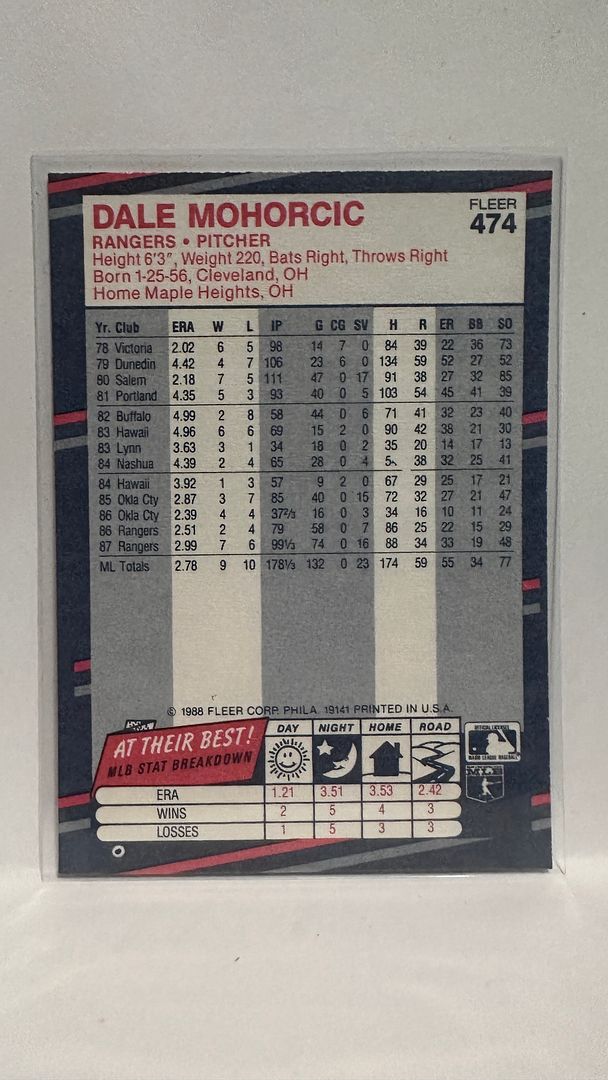 DALE MOHORCIC
FLEER
474
RANGERS • PITCHER
Height 6'3", Weight 220, Bats Right, Throws Right
Born 1-25-56, Cleveland, OH
Home Maple Heights, OH
Yr. Club ERA W L IP G CG SV H R ER BB SO
78 Victoria 2.02 6 5 98 14 7 0 84 39 22 36 73
79 Dunedin 4.42 4 7 106 23 6 0 134 59 52 27 52
80 Salem 2.18 7 5 111 47 0 17 91 38 27 32 85
81 Portland 4.35 5 3 93 40 0 5 103 54 45 41 39
82 Buffalo 4.99 2 8 58 44 0 6 71 41 32 23 40
83 Hawaii 4.96 6 6 69 15 2 0 90 42 38 21 30
83 Lynn 3.63 3 1 34 18 0 2 35 20 14 17 13
84 Nashua 4.39 2 4 65 28 0 4 38 32 25 41
84 Hawaii 3.92 1 3 57 9 2 0 67 29 25 17 21
85 Okla Cty 2.87 3 7 85 40 0 15 72 32 27 21 47
86 Okla Cty 2.39 4 4 37⅔ 16 0 3 34 16 10 11 24
86 Rangers 2.51 2 4 79 58 0 7 86 25 22 15 29
87 Rangers 2.99 7 6 99⅓ 74 0 16 88 34 33 19 48
ML Totals 2.78 9 10 178⅓ 132 0 23 174 59 55 34 77
© 1988 FLEER CORP. PHILA. 19141 PRINTED IN U.S.A.
AT THEIR BEST!
MLB STAT BREAKDOWN
DAY NIGHT HOME ROAD
ERA 1.21 3.51 3.53 2.42
WINS 2 5 4 3
LOSSES 1 5 3 3
OFFICIAL LICENSEE
MAJOR LEAGUE BASEBALL